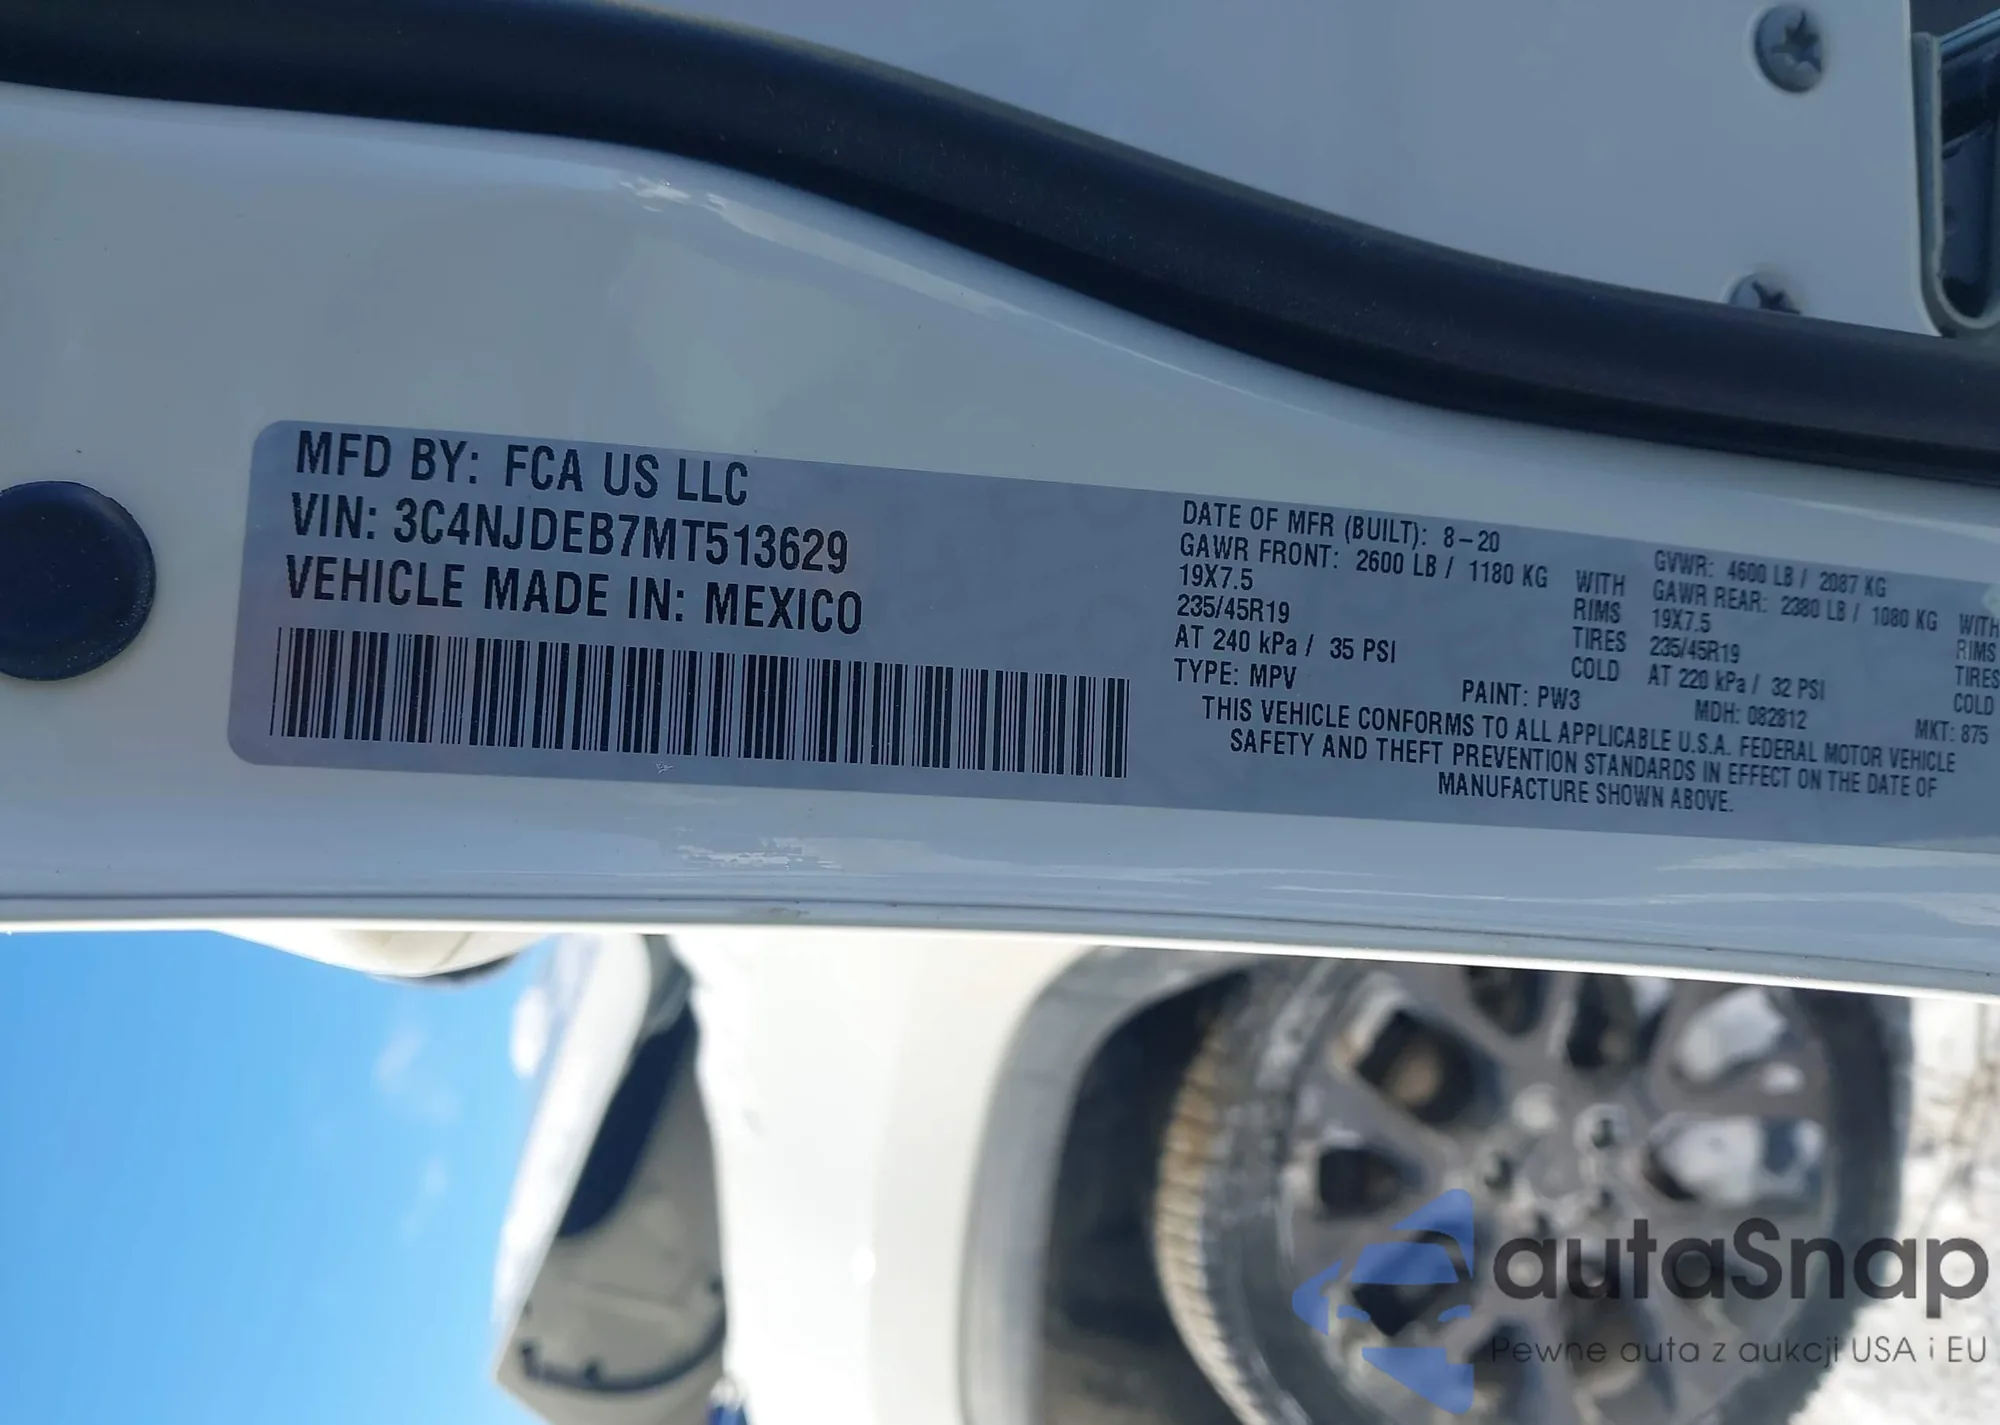 MFD BY: FCA US LLC
VIN: 3C4NJDEB7MT513629
VEHICLE MADE IN: MEXICO
DATE OF MFR (BUILT): 8-20
GVWR: 4600 LB / 2087 KG
GAWR FRONT: 2600 LB / 1180 KG WITH
19X7.5 RIMS
235/45R19 TIRES
AT 240 kPa / 35 PSI COLD
GAWR REAR: 2380 LB / 1080 KG WITH
19X7.5 RIMS
235/45R19 TIRES
AT 220 kPa / 32 PSI COLD
TYPE: MPV PAINT: PW3 MDH: 082812 MKT: 875
THIS VEHICLE CONFORMS TO ALL APPLICABLE U.S.A. FEDERAL MOTOR VEHICLE
SAFETY AND THEFT PREVENTION STANDARDS IN EFFECT ON THE DATE OF
MANUFACTURE SHOWN ABOVE.
autaSnap
Pewne auta z aukcji USA i EU